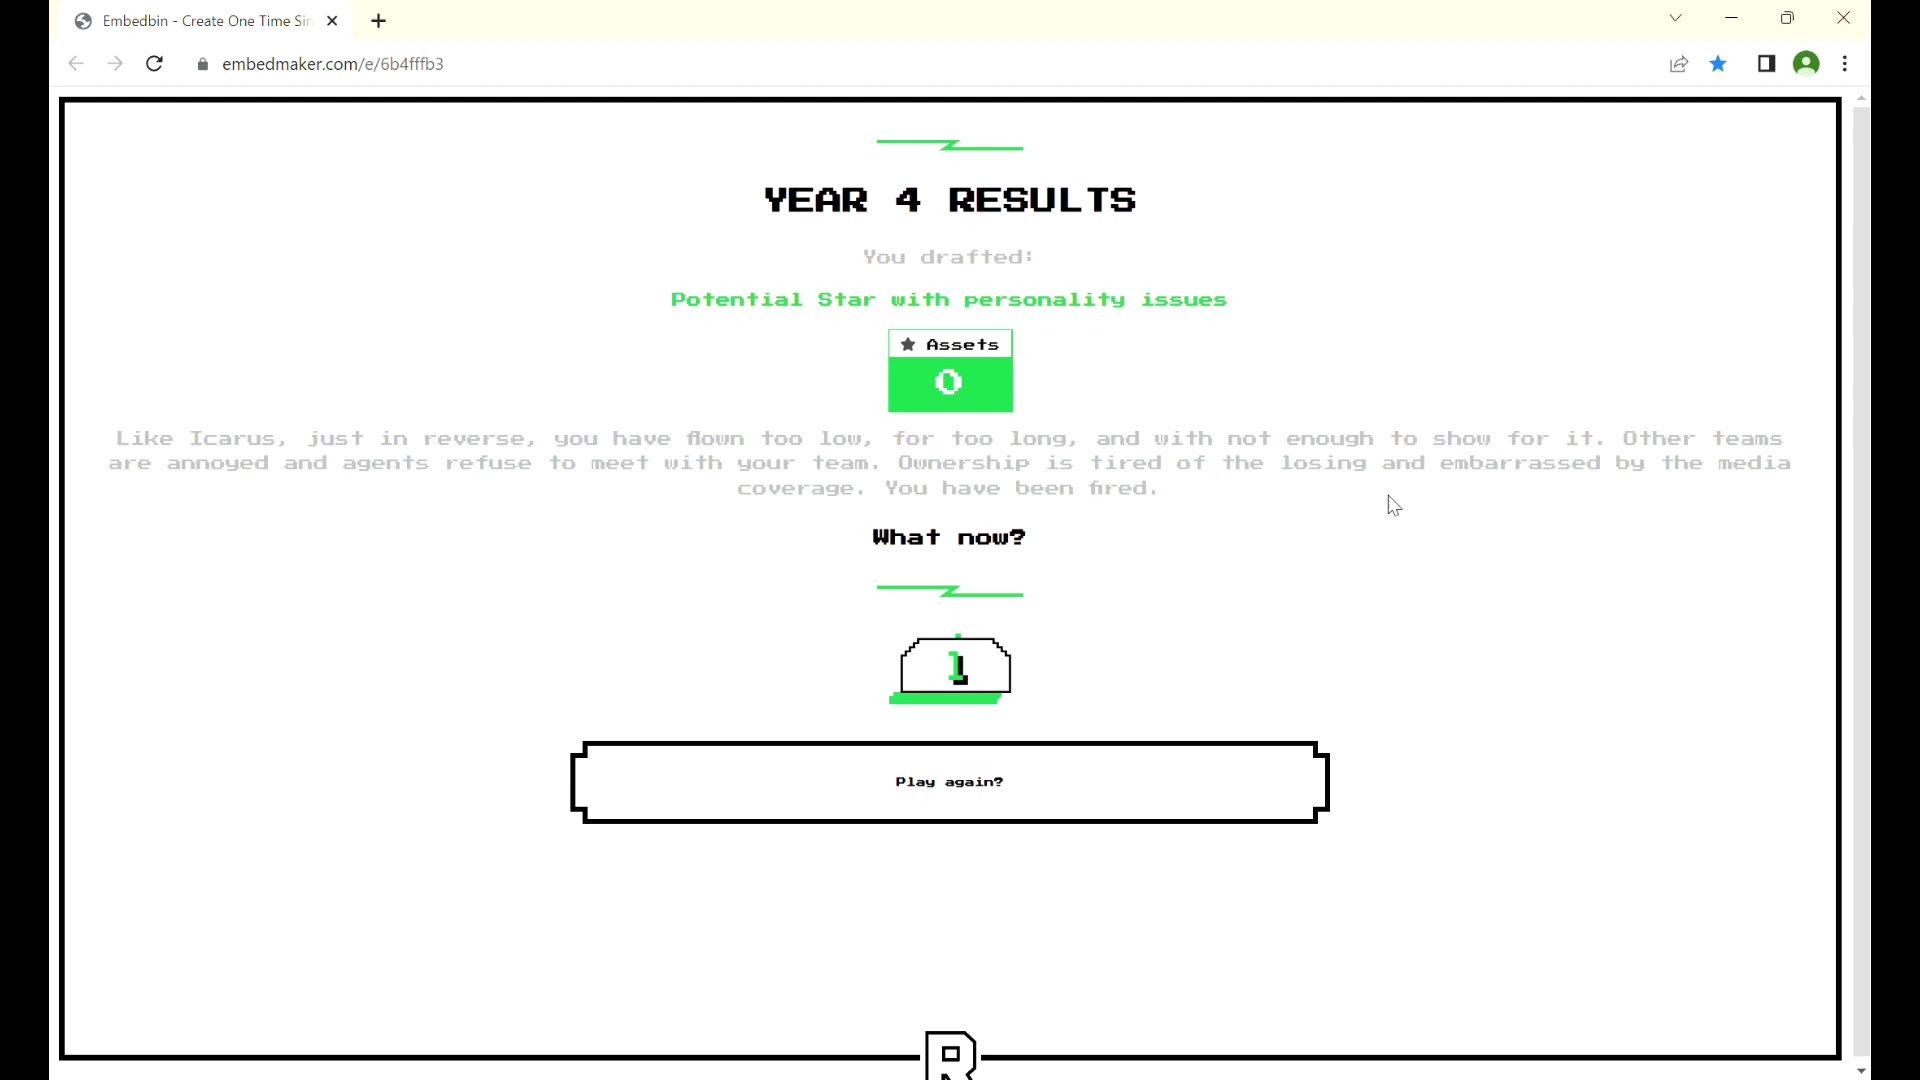 Embedbin - Create One Time Sin
embedmaker.com/e/6b4fffb3
YEAR 4 RESULTS
You drafted:
Potential Star with personality issues
★ Assets
0
Like Icarus, just in reverse, you have flown too low, for too long, and with not enough to show for it. Other teams
are annoyed and agents refuse to meet with your team. Ownership is tired of the losing and embarrassed by the media
coverage. You have been fired.
What now?
1
Play again?
R